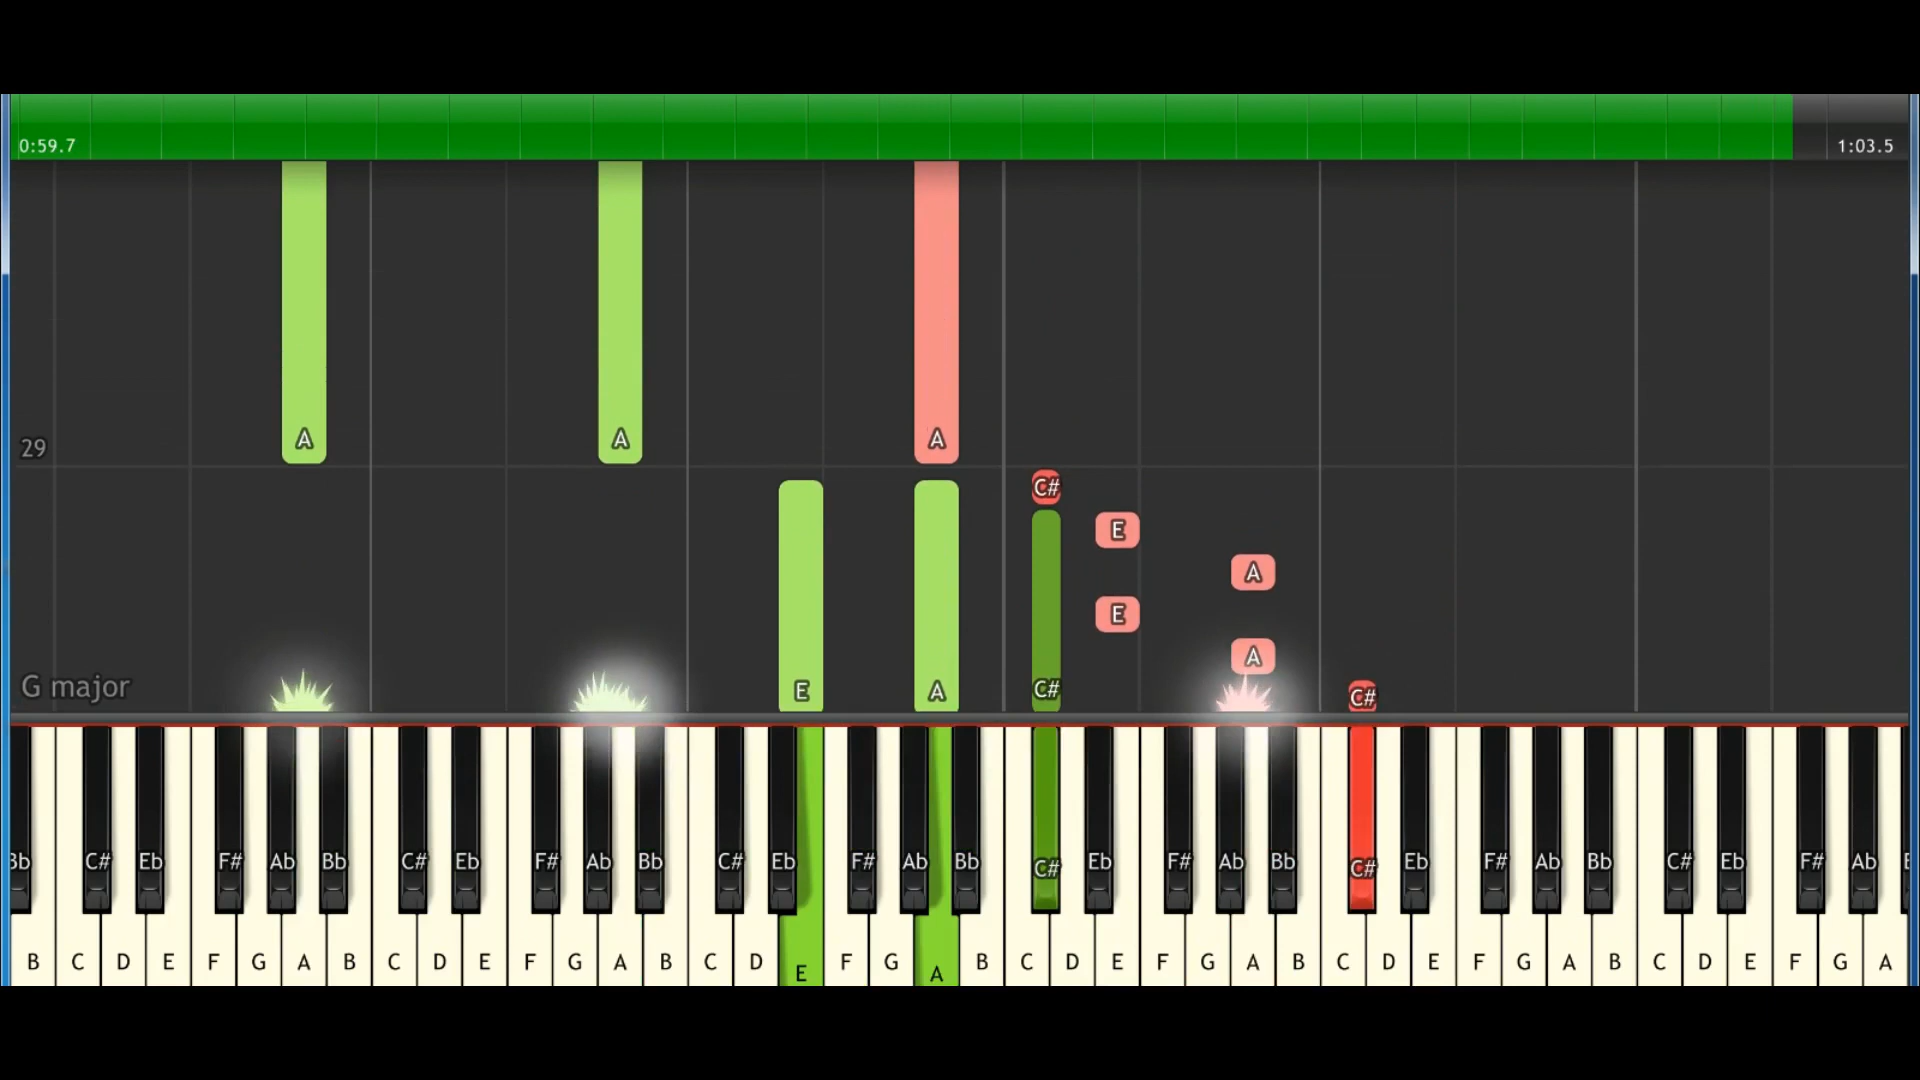 0:59.7 1:03.5
A A A
29
C#
E
A
E
A
G major E A C# C#
Bb C# Eb F# Ab Bb C# Eb F# Ab Bb C# Eb F# Ab Bb C# Eb F# Ab Bb C# Eb F# Ab Bb C# Eb F# Ab
B C D E F G A B C D E F G A B C D E F G A B C D E F G A B C D E F G A B C D E F G A